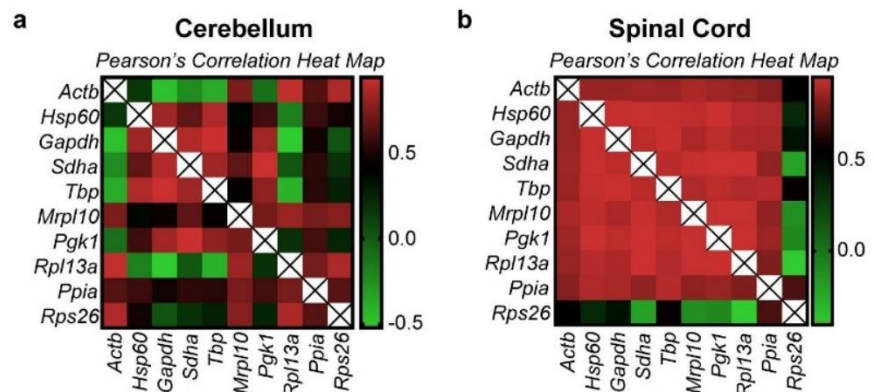 a
Cerebellum
Pearson's Correlation Heat Map
Actb
Hsp60
Gapdh
Sdha
Tbp
Mrpl10
Pgk1
Rpl13a
Ppia
Rps26
0.5
0.0
-0.5
Actb
Hsp60
Gapdh
Sdha
Tbp
Mrpl10
Pgk1
Rpl13a
Ppia
Rps26
b
Spinal Cord
Pearson's Correlation Heat Map
Actb
Hsp60
Gapdh
Sdha
Tbp
Mrpl10
Pgk1
Rpl13a
Ppia
Rps26
0.5
0.0
Actb
Hsp60
Gapdh
Sdha
Tbp
Mrpl10
Pgk1
Rpl13a
Ppia
Rps26